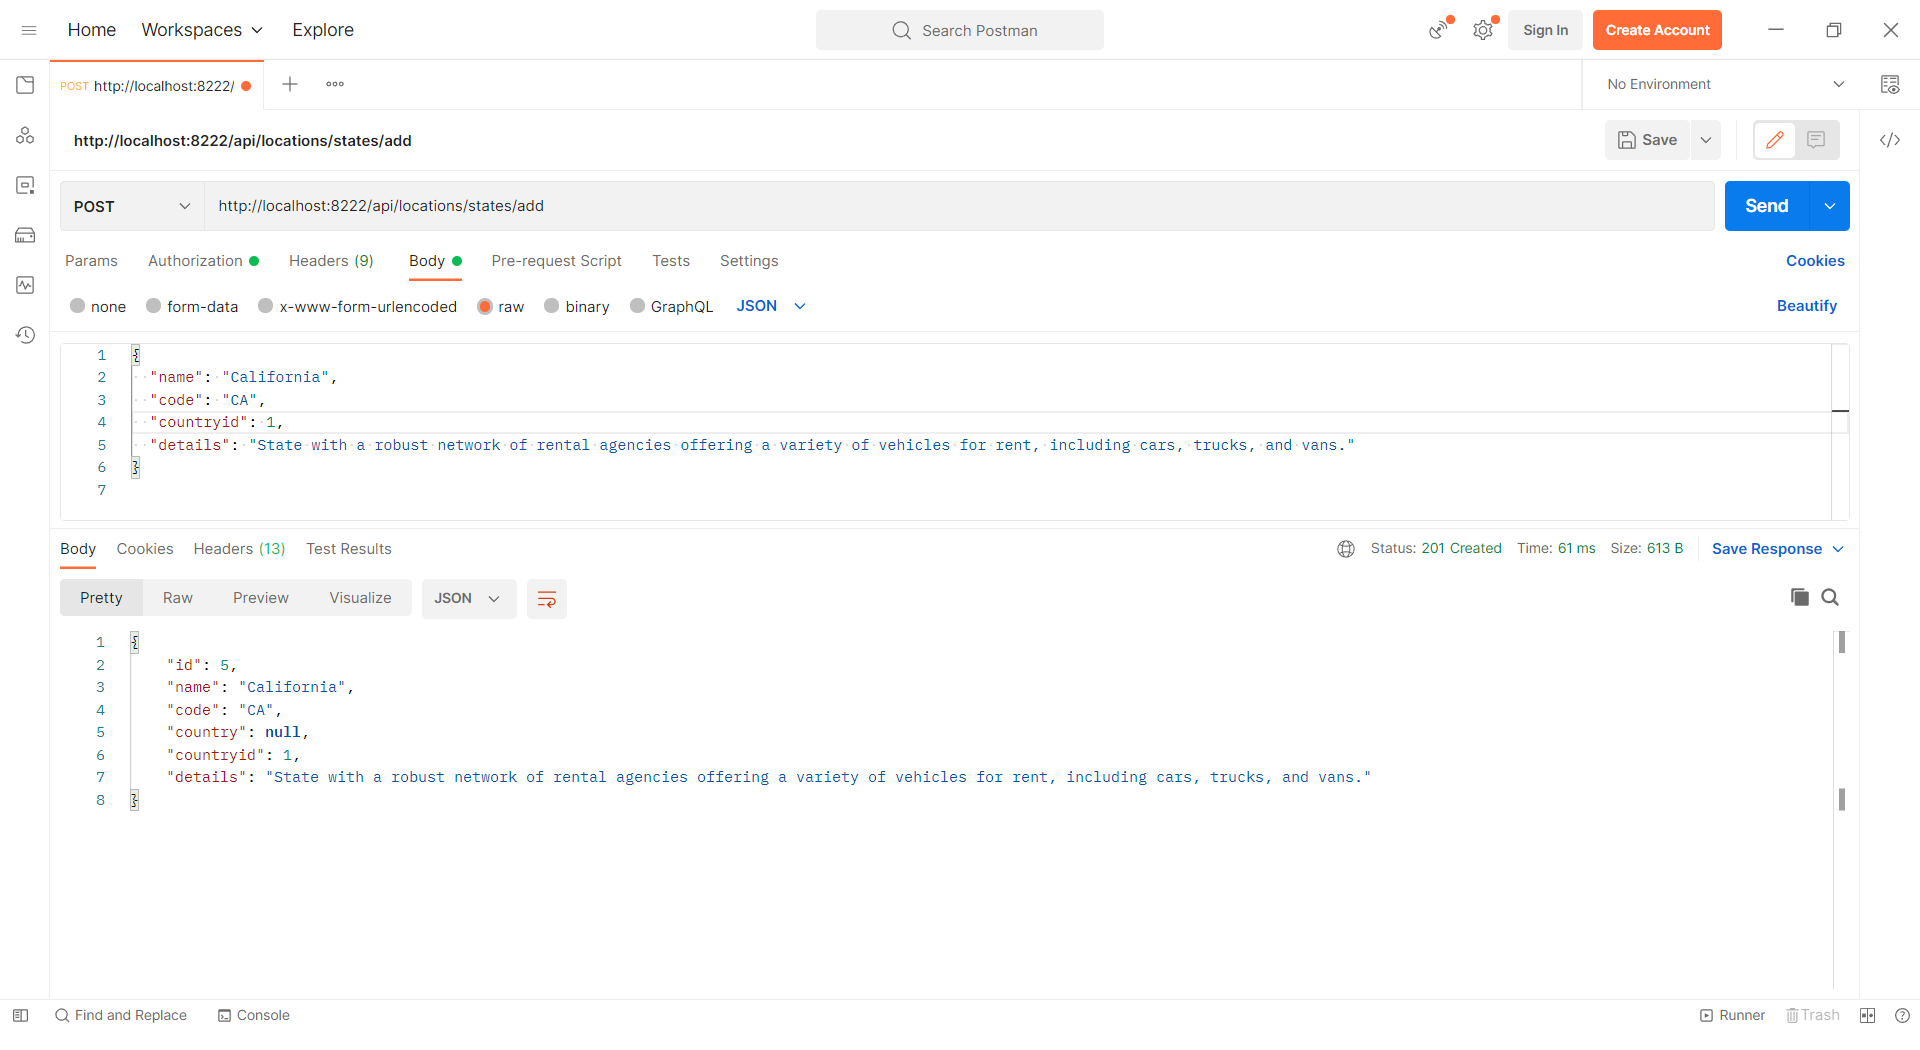 Home Workspaces Explore Search Postman Sign In Create Account
POST http://localhost:8222/ No Environment
http://localhost:8222/api/locations/states/add Save
POST http://localhost:8222/api/locations/states/add Send
Params Authorization Headers (9) Body Pre-request Script Tests Settings Cookies
none form-data x-www-form-urlencoded raw binary GraphQL JSON Beautify
1 {
2 "name": "California",
3 "code": "CA",
4 "countryid": 1,
5 "details": "State with a robust network of rental agencies offering a variety of vehicles for rent, including cars, trucks, and vans."
6 }
7
Body Cookies Headers (13) Test Results Status: 201 Created Time: 61 ms Size: 613 B Save Response
Pretty Raw Preview Visualize JSON
1 {
2 "id": 5,
3 "name": "California",
4 "code": "CA",
5 "country": null,
6 "countryid": 1,
7 "details": "State with a robust network of rental agencies offering a variety of vehicles for rent, including cars, trucks, and vans."
8 }
Find and Replace Console Runner Trash